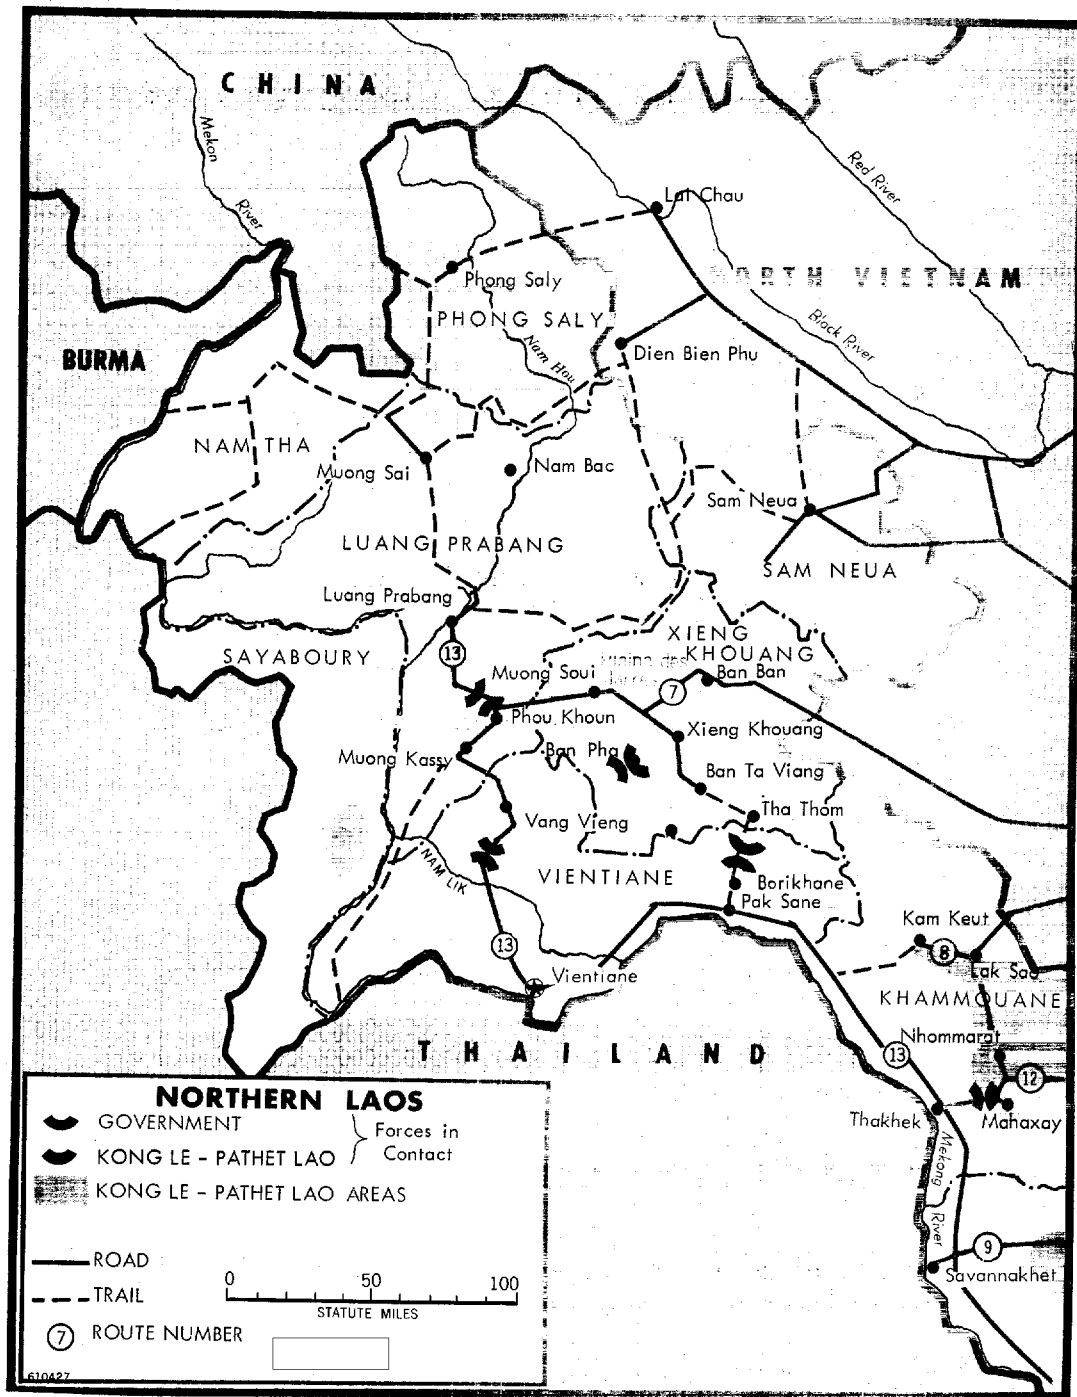 CHINA
Mekon
River
Red River
Lai Chau
Phong Saly
NORTH VIETNAM
PHONG SALY
Black River
Nam Hou
BURMA
Dien Bien Phu
NAM THA
Muong Sai
Nam Bac
Sam Neua
LUANG PRABANG
SAM NEUA
Luang Prabang
XIENG
KHOUANG
SAYABOURY
13
Muong Soui
Ban Ban
7
Phou Khoun
Xieng Khouang
Muong Kassy
Ban Pha
Ban Ta Viang
Tha Thom
Vang Vieng
NAM LIK
VIENTIANE
Borikhane
Pak Sane
Kam Keut
13
8
Vientiane
Lak Sao
KHAMMOUANE
Nhommarat
THAILAND
13
12
Thakhek
Mahaxay
Mekong
River
9
Savannakhet
NORTHERN LAOS
GOVERNMENT
KONG LE - PATHET LAO
Forces in
Contact
KONG LE - PATHET LAO AREAS
ROAD
TRAIL
7 ROUTE NUMBER
0 50 100
STATUTE MILES
610427